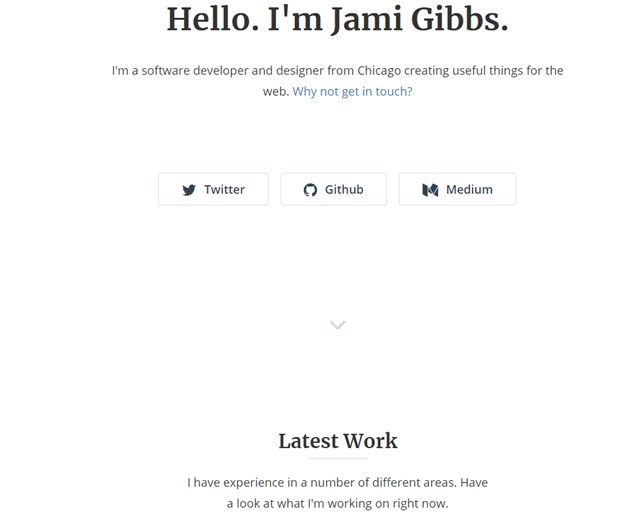 Hello. I'm Jami Gibbs.
I'm a software developer and designer from Chicago creating useful things for the
web. Why not get in touch?
Twitter
Github
Medium
Latest Work
I have experience in a number of different areas. Have
a look at what I'm working on right now.